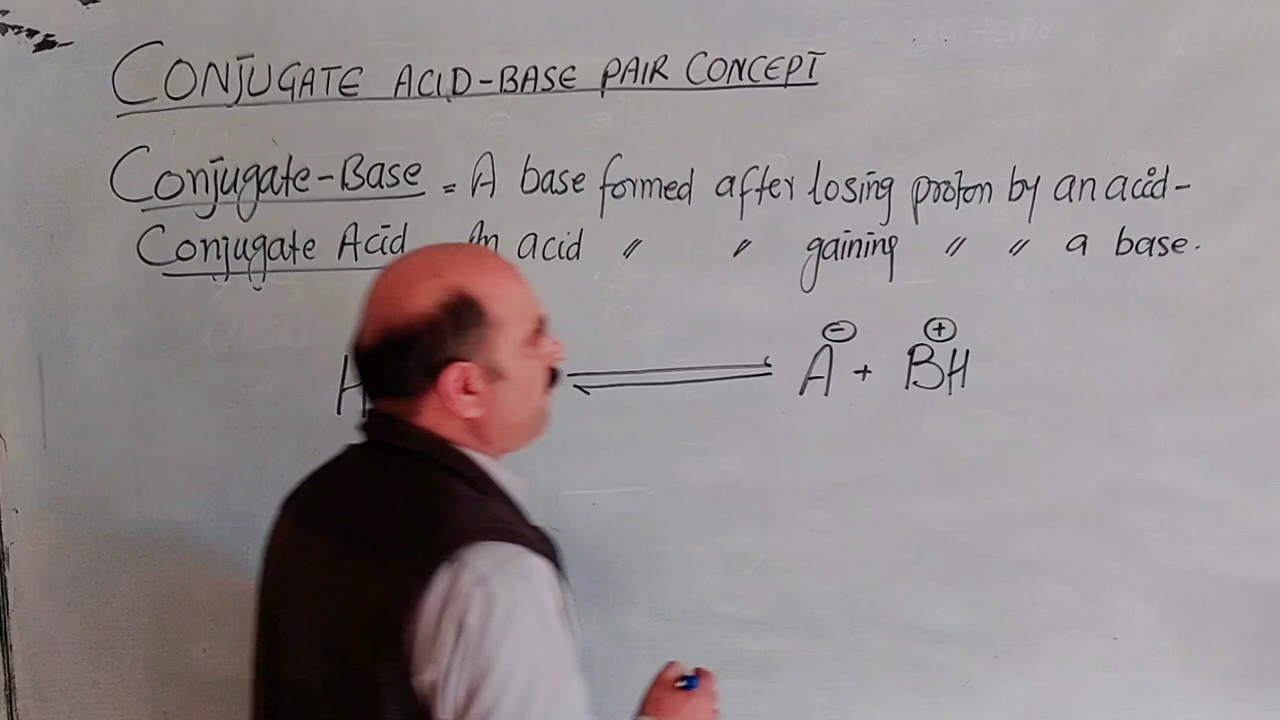 CONJUGATE ACID-BASE PAIR CONCEPT
Conjugate-Base = A base formed after losing proton by an acid-
Conjugate Acid An acid " " gaining " " a base.
H ⇌ A⊖ + BH⊕